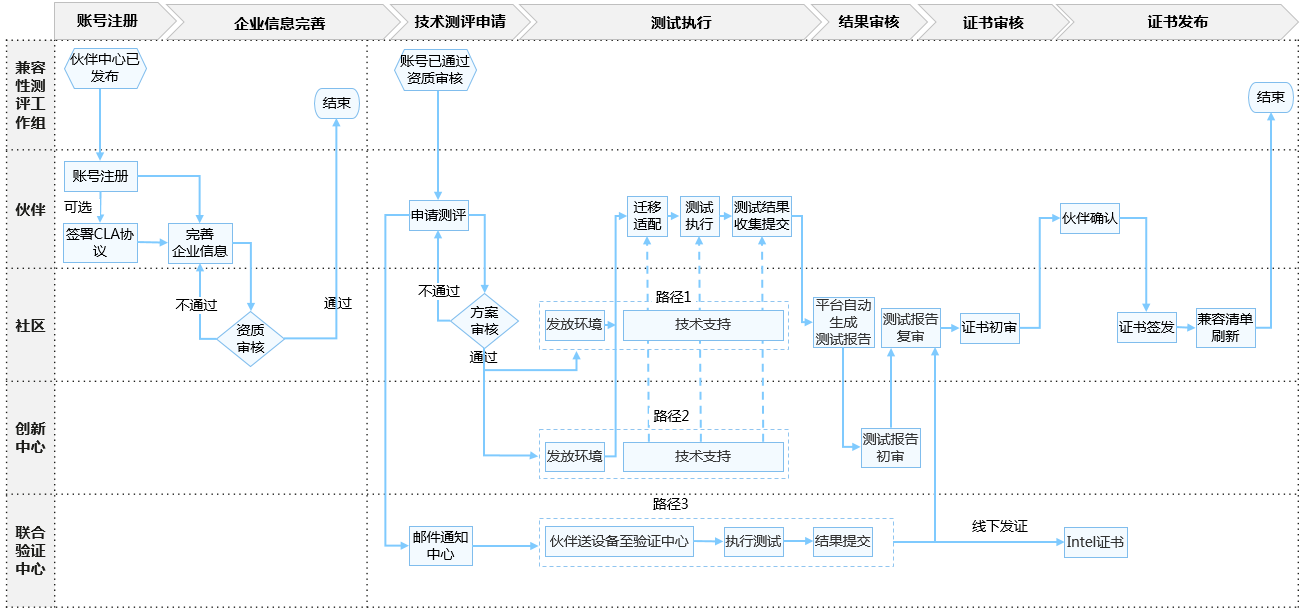 账号注册
企业信息完善
技术测评申请
测试执行
结果审核
证书审核
证书发布
兼容
性测
评工
作组
伙伴中心已
发布
结束
账号已通过
资质审核
结束
伙伴
账号注册
可选
签署CLA协
议
完善
企业信息
申请测评
迁移
适配
测试
执行
测试结果
收集提交
伙伴确认
社区
不通过
资质
审核
通过
不通过
方案
审核
通过
路径1
发放环境
技术支持
平台自动
生成
测试报告
测试报告
复审
证书初审
证书签发
兼容清单
刷新
创新
中心
路径2
发放环境
技术支持
测试报告
初审
联合
验证
中心
邮件通知
中心
路径3
伙伴送设备至验证中心
执行测试
结果提交
线下发证
Intel证书